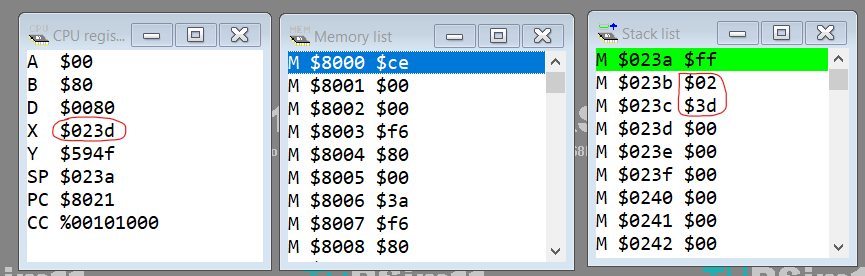 CPU regis...
A $00
B $80
D $0080
X $023d
Y $594f
SP $023a
PC $8021
CC %00101000
MEM
Memory list
M $8000 $ce
M $8001 $00
M $8002 $00
M $8003 $f6
M $8004 $80
M $8005 $00
M $8006 $3a
M $8007 $f6
M $8008 $80
Stack list
M $023a $ff
M $023b $02
M $023c $3d
M $023d $00
M $023e $00
M $023f $00
M $0240 $00
M $0241 $00
M $0242 $00